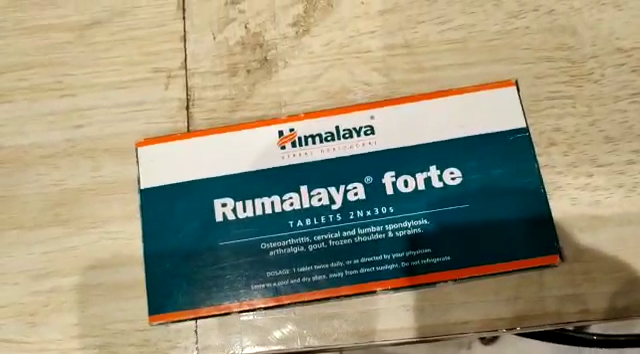 Himalaya®
HERBAL HEALTHCARE
Rumalaya® forte
TABLETS 2Nx30s
Osteoarthritis, cervical and lumbar spondylosis,
arthralgia, gout, frozen shoulder & sprains.
DOSAGE: 1 tablet twice daily, or as directed by your physician.
Store in a cool and dry place, away from direct sunlight. Do not refrigerate.